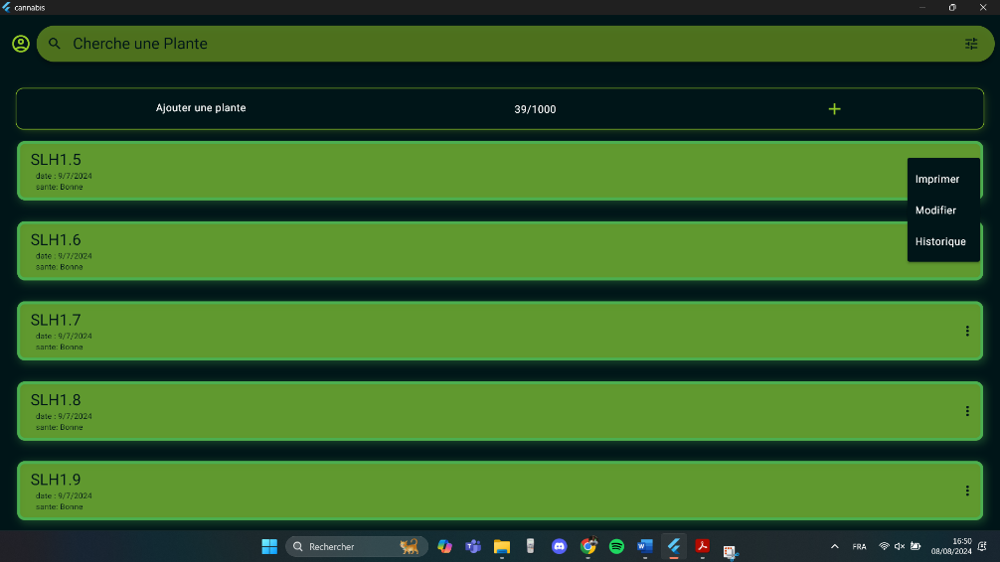 cannabis
Cherche une Plante
Ajouter une plante 39/1000 +
SLH1.5
date : 9/7/2024
sante: Bonne
Imprimer
Modifier
Historique
SLH1.6
date : 9/7/2024
sante: Bonne
SLH1.7
date : 9/7/2024
sante: Bonne
SLH1.8
date : 9/7/2024
sante: Bonne
SLH1.9
date : 9/7/2024
sante: Bonne
Rechercher
FRA
16:50
08/08/2024